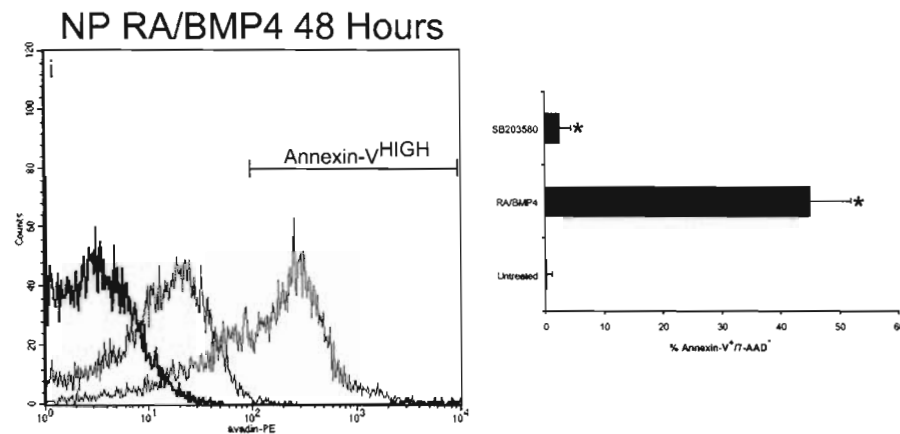 NP RA/BMP4 48 Hours
i
Annexin-V^HIGH
Counts
120
100
80
60
40
20
0
10^0 10^1 10^2 10^3 10^4
avadin-PE
SB203580 *
RA/BMP4 *
Untreated
0 10 20 30 40 50 60
% Annexin-V^+/7-AAD^-